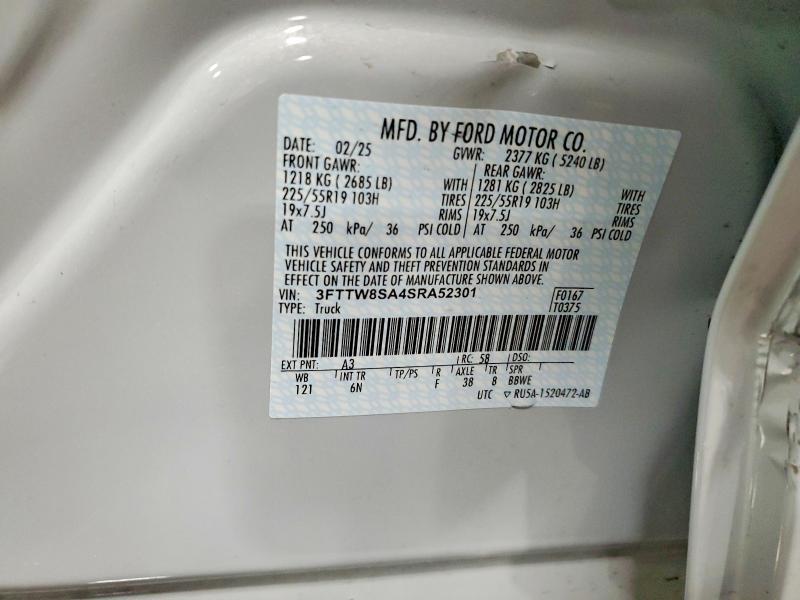 MFD. BY FORD MOTOR CO.
DATE: 02/25 GVWR: 2377 KG ( 5240 LB)
FRONT GAWR: REAR GAWR:
1218 KG ( 2685 LB) WITH 1281 KG ( 2825 LB) WITH
225/55R19 103H TIRES 225/55R19 103H TIRES
19x7.5J RIMS 19x7.5J RIMS
AT 250 kPa/ 36 PSI COLD AT 250 kPa/ 36 PSI COLD
THIS VEHICLE CONFORMS TO ALL APPLICABLE FEDERAL MOTOR
VEHICLE SAFETY AND THEFT PREVENTION STANDARDS IN
EFFECT ON THE DATE OF MANUFACTURE SHOWN ABOVE.
VIN: 3FTTW8SA4SRA52301 F0167
TYPE: Truck T0375
EXT PNT: A3 RC: 58 DSO:
WB INT TR TP/PS R AXLE TR SPR
121 6N F 38 8 BBWE
UTC ▽ RU5A-1520472-AB